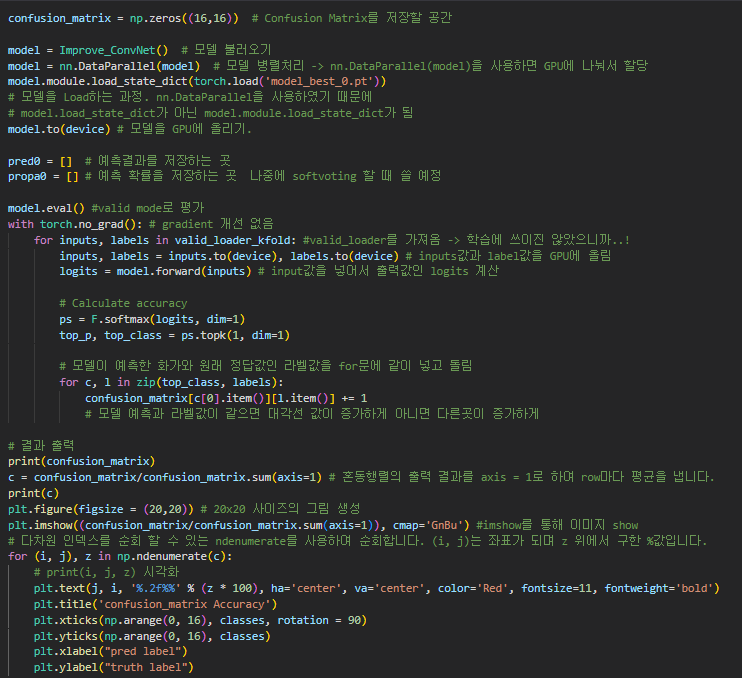 confusion_matrix = np.zeros((16,16))  # Confusion Matrix를 저장할 공간
model = Improve_ConvNet()  # 모델 불러오기
model = nn.DataParallel(model)  # 모델 병렬처리 -> nn.DataParallel(model)을 사용하면 GPU에 나눠서 할당
model.module.load_state_dict(torch.load('model_best_0.pt'))
# 모델을 Load하는 과정. nn.DataParallel을 사용하였기 때문에
# model.load_state_dict가 아닌 model.module.load_state_dict가 됨
model.to(device) # 모델을 GPU에 올리기.
pred0 = []  # 예측결과를 저장하는 곳
propa0 = [] # 예측 확률을 저장하는 곳  나중에 softvoting 할 때 쓸 예정
model.eval() #valid mode로 평가
with torch.no_grad(): # gradient 개선 없음
    for inputs, labels in valid_loader_kfold: #valid_loader를 가져옴 -> 학습에 쓰이진 않았으니까..!
        inputs, labels = inputs.to(device), labels.to(device) # inputs값과 label값을 GPU에 올림
        logits = model.forward(inputs) # input값을 넣어서 출력값인 logits 계산
        # Calculate accuracy
        ps = F.softmax(logits, dim=1)
        top_p, top_class = ps.topk(1, dim=1)
        # 모델이 예측한 화가와 원래 정답값인 라벨값을 for문에 같이 넣고 돌림
        for c, l in zip(top_class, labels):
            confusion_matrix[c[0].item()][l.item()] += 1
            # 모델 예측과 라벨값이 같으면 대각선 값이 증가하게 아니면 다른곳이 증가하게
# 결과 출력
print(confusion_matrix)
c = confusion_matrix/confusion_matrix.sum(axis=1) # 혼동행렬의 출력 결과를 axis = 1로 하여 row마다 평균을 냅니다.
print(c)
plt.figure(figsize = (20,20)) # 20x20 사이즈의 그림 생성
plt.imshow((confusion_matrix/confusion_matrix.sum(axis=1)), cmap='GnBu') #imshow를 통해 이미지 show
# 다차원 인덱스를 순회 할 수 있는 ndenumerate를 사용하여 순회합니다. (i, j)는 좌표가 되며 z 위에서 구한 %값입니다.
for (i, j), z in np.ndenumerate(c):
    # print(i, j, z) 시각화
    plt.text(j, i, '%.2f%%' % (z * 100), ha='center', va='center', color='Red', fontsize=11, fontweight='bold')
    plt.title('confusion_matrix Accuracy')
    plt.xticks(np.arange(0, 16), classes, rotation = 90)
    plt.yticks(np.arange(0, 16), classes)
    plt.xlabel("pred label")
    plt.ylabel("truth label")